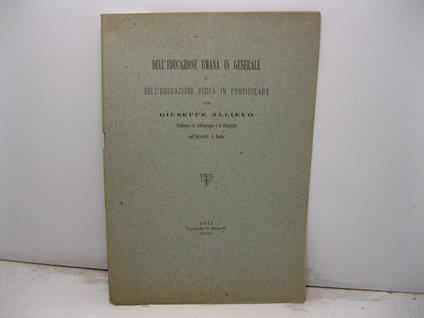 DELL'EDUCAZIONE UMANA IN GENERALE
E
DELL'EDUCAZIONE FISICA IN PARTICOLARE
PER
GIUSEPPE ALLIEVO
Professore di Antropologia e di Pedagogia
nell'Università di Torino
ASTI
Tipografia